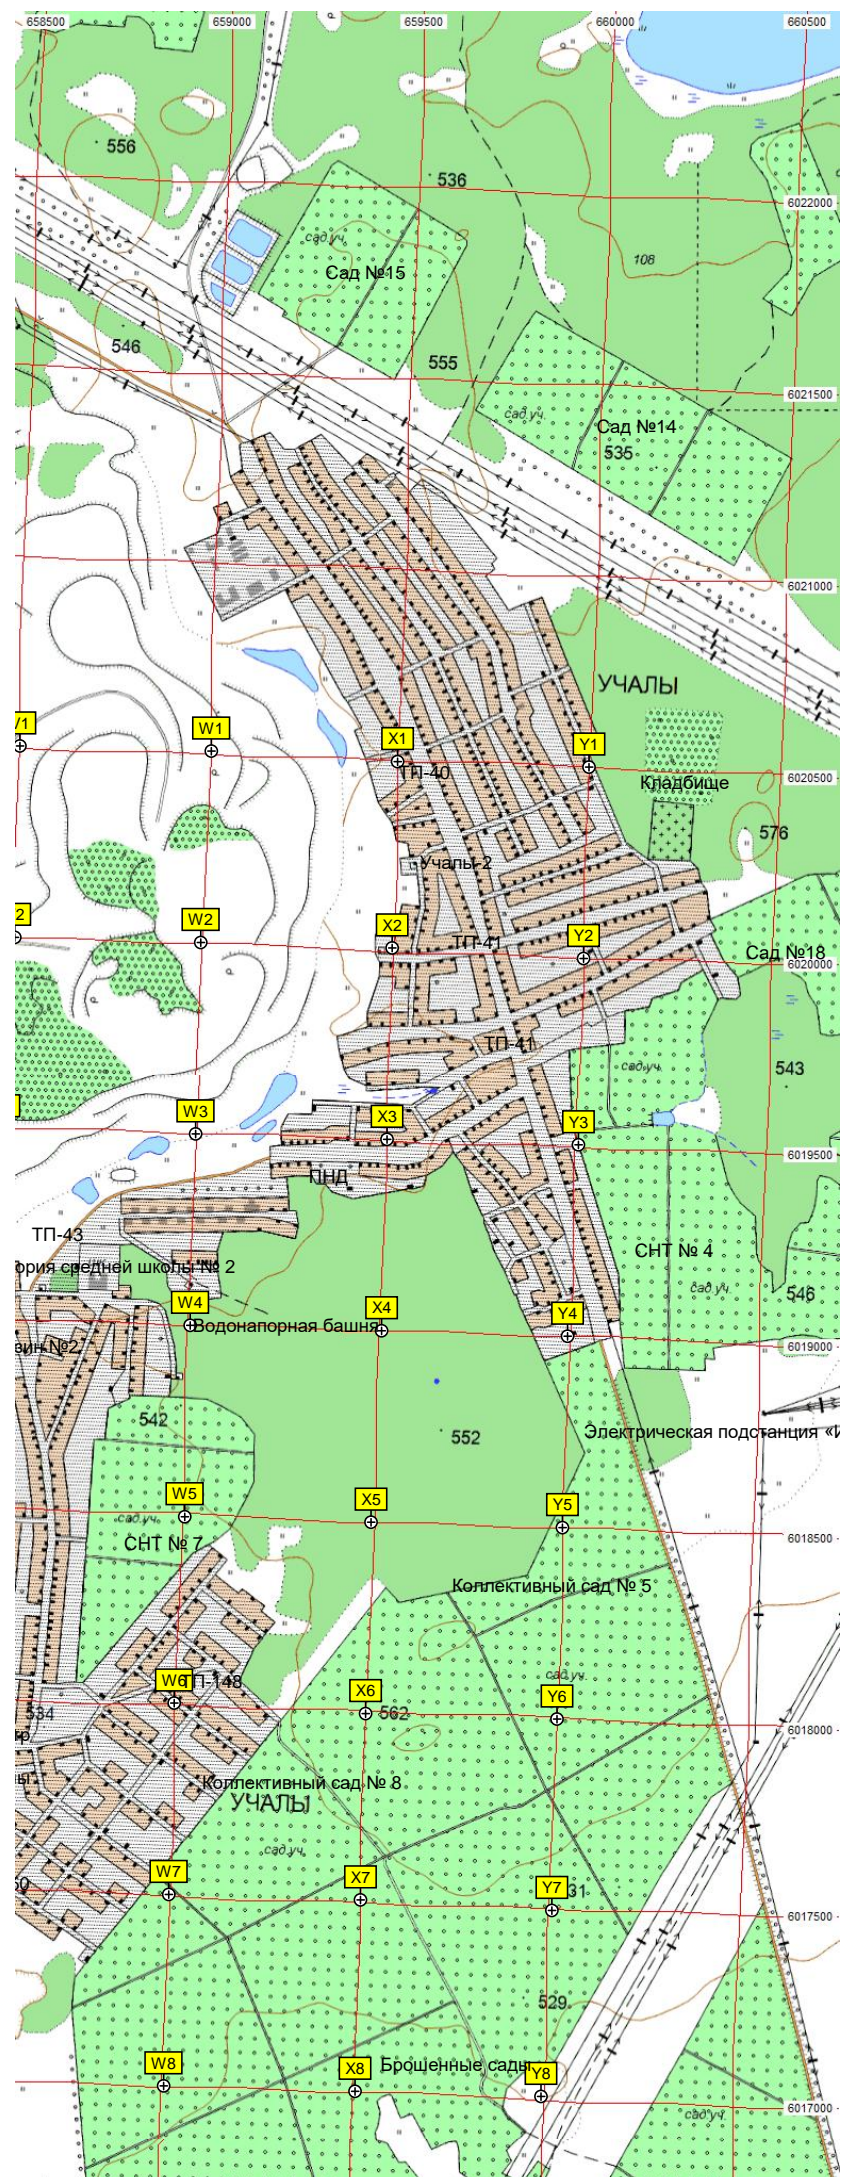 658500 659000 659500 660000 660500
556
536
6022000
сад.уч.
108
Сад №15
546
555
6021500
сад.уч.
Сад №14
535
6021000
УЧАЛЫ
W1 X1 Y1
ТП-40
6020500
Кладбище
576
Учалы-2
W2 X2 Y2
ТП-41
Сад №18
6020000
ТП-41
сад.уч.
543
W3 X3 Y3
6019500
ПНД
ТП-43
СНТ № 4
ория средней школы № 2
сад.уч.
546
W4 X4 Y4
Водонапорная башня
зин№2
6019000
542
552
Электрическая подстанция «И
W5 X5 Y5
сад.уч.
6018500
СНТ № 7
Коллективный сад № 5
сад.уч.
W6 ТП-148 X6 Y6
534
562
6018000
Коллективный сад № 8
УЧАЛЫ
сад.уч.
W7 X7 Y7
31
6017500
529
Брошенные сады
W8 X8 Y8
6017000
сад.уч.